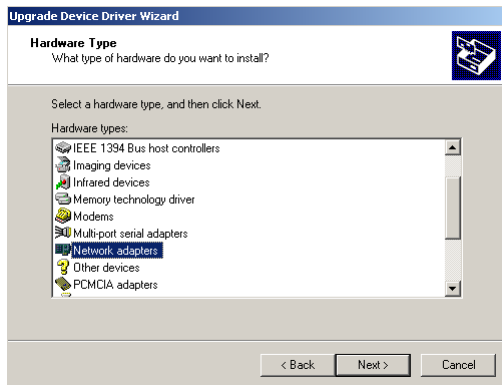 Upgrade Device Driver Wizard
Hardware Type
What type of hardware do you want to install?
Select a hardware type, and then click Next.
Hardware types:
IEEE 1394 Bus host controllers
Imaging devices
Infrared devices
Memory technology driver
Modems
Multi-port serial adapters
Network adapters
Other devices
PCMCIA adapters
< Back
Next >
Cancel